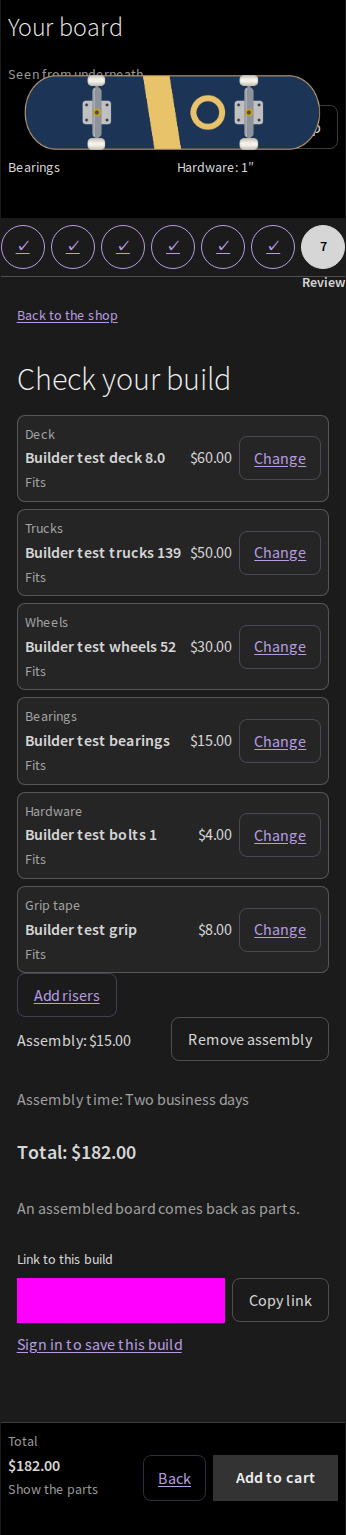 Your board
Seen from underneath
Bearings
Hardware: 1″
✓ ✓ ✓ ✓ ✓ ✓ 7
Review
Back to the shop
Check your build
Deck
Builder test deck 8.0 $60.00 Change
Fits
Trucks
Builder test trucks 139 $50.00 Change
Fits
Wheels
Builder test wheels 52 $30.00 Change
Fits
Bearings
Builder test bearings $15.00 Change
Fits
Hardware
Builder test bolts 1 $4.00 Change
Fits
Grip tape
Builder test grip $8.00 Change
Fits
Add risers
Assembly: $15.00 Remove assembly
Assembly time: Two business days
Total: $182.00
An assembled board comes back as parts.
Link to this build
Copy link
Sign in to save this build
Total
$182.00
Show the parts
Back
Add to cart